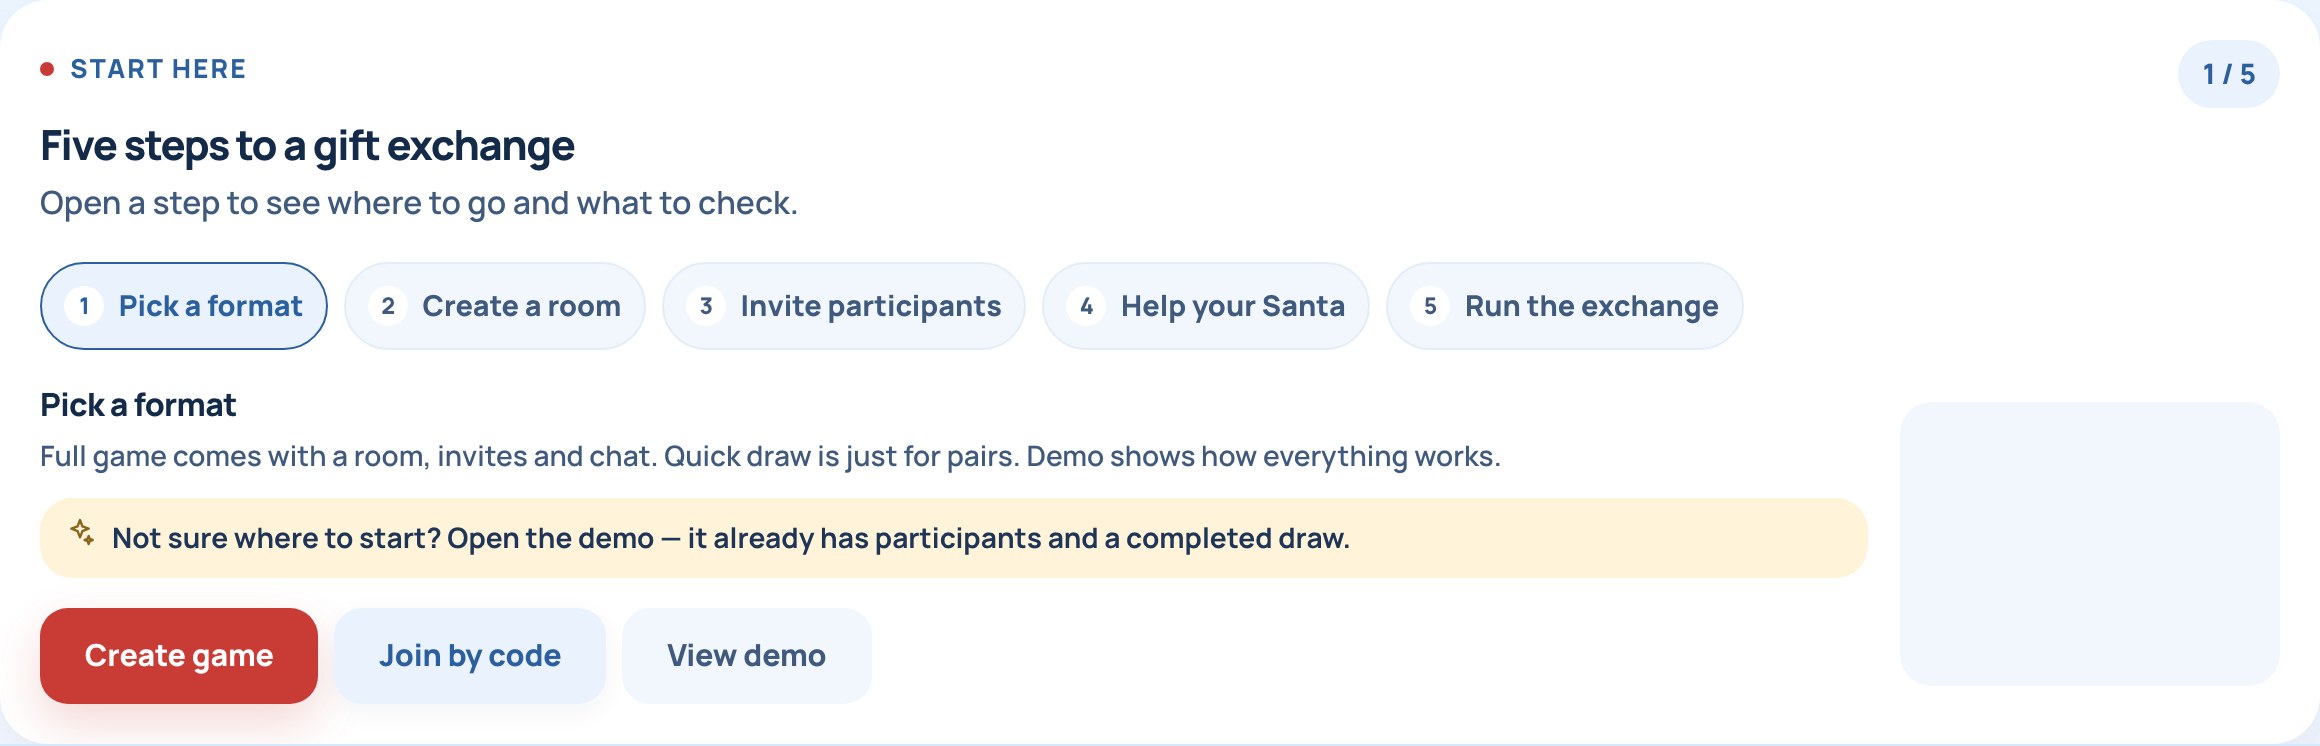 START HERE
1 / 5
Five steps to a gift exchange
Open a step to see where to go and what to check.
1 Pick a format
2 Create a room
3 Invite participants
4 Help your Santa
5 Run the exchange
Pick a format
Full game comes with a room, invites and chat. Quick draw is just for pairs. Demo shows how everything works.
Not sure where to start? Open the demo — it already has participants and a completed draw.
Create game
Join by code
View demo